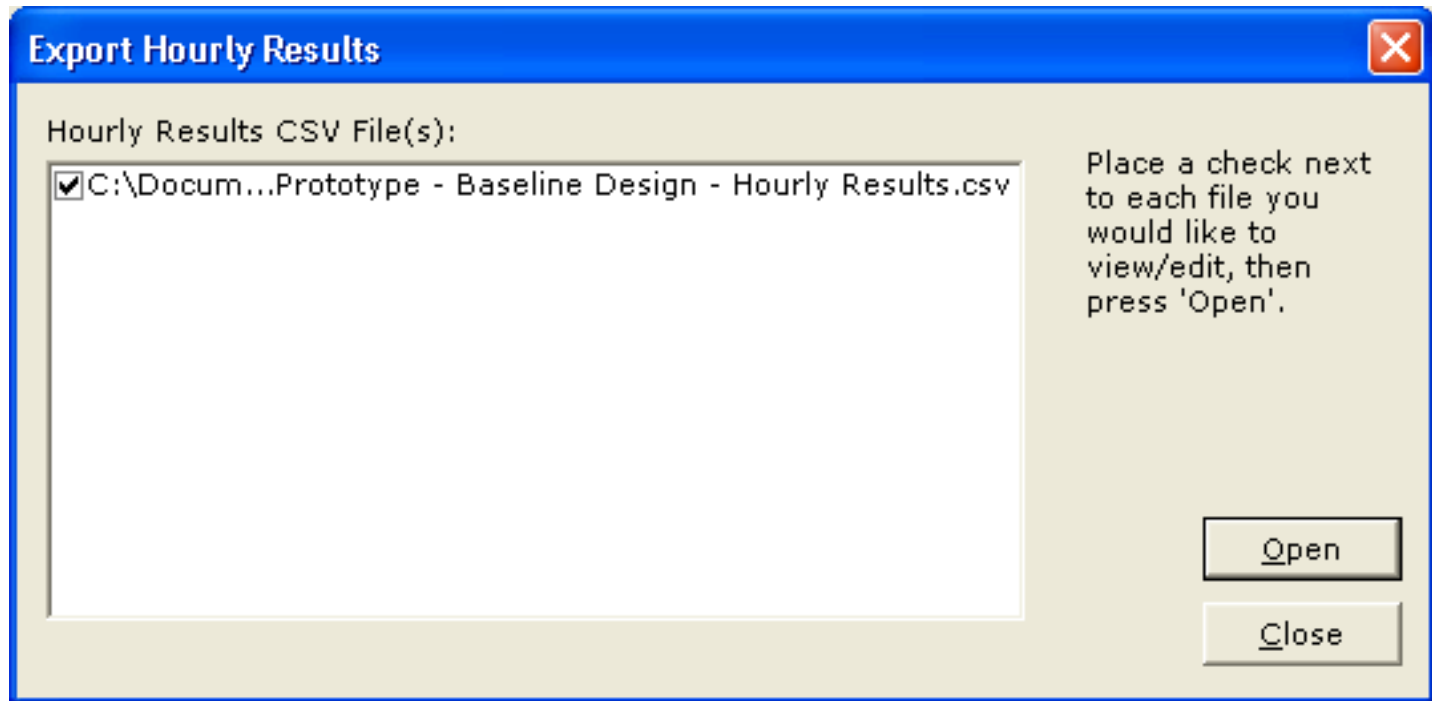 Export Hourly Results
Hourly Results CSV File(s):
C:\Docum...Prototype - Baseline Design - Hourly Results.csv
Place a check next
to each file you
would like to
view/edit, then
press 'Open'.
Open
Close